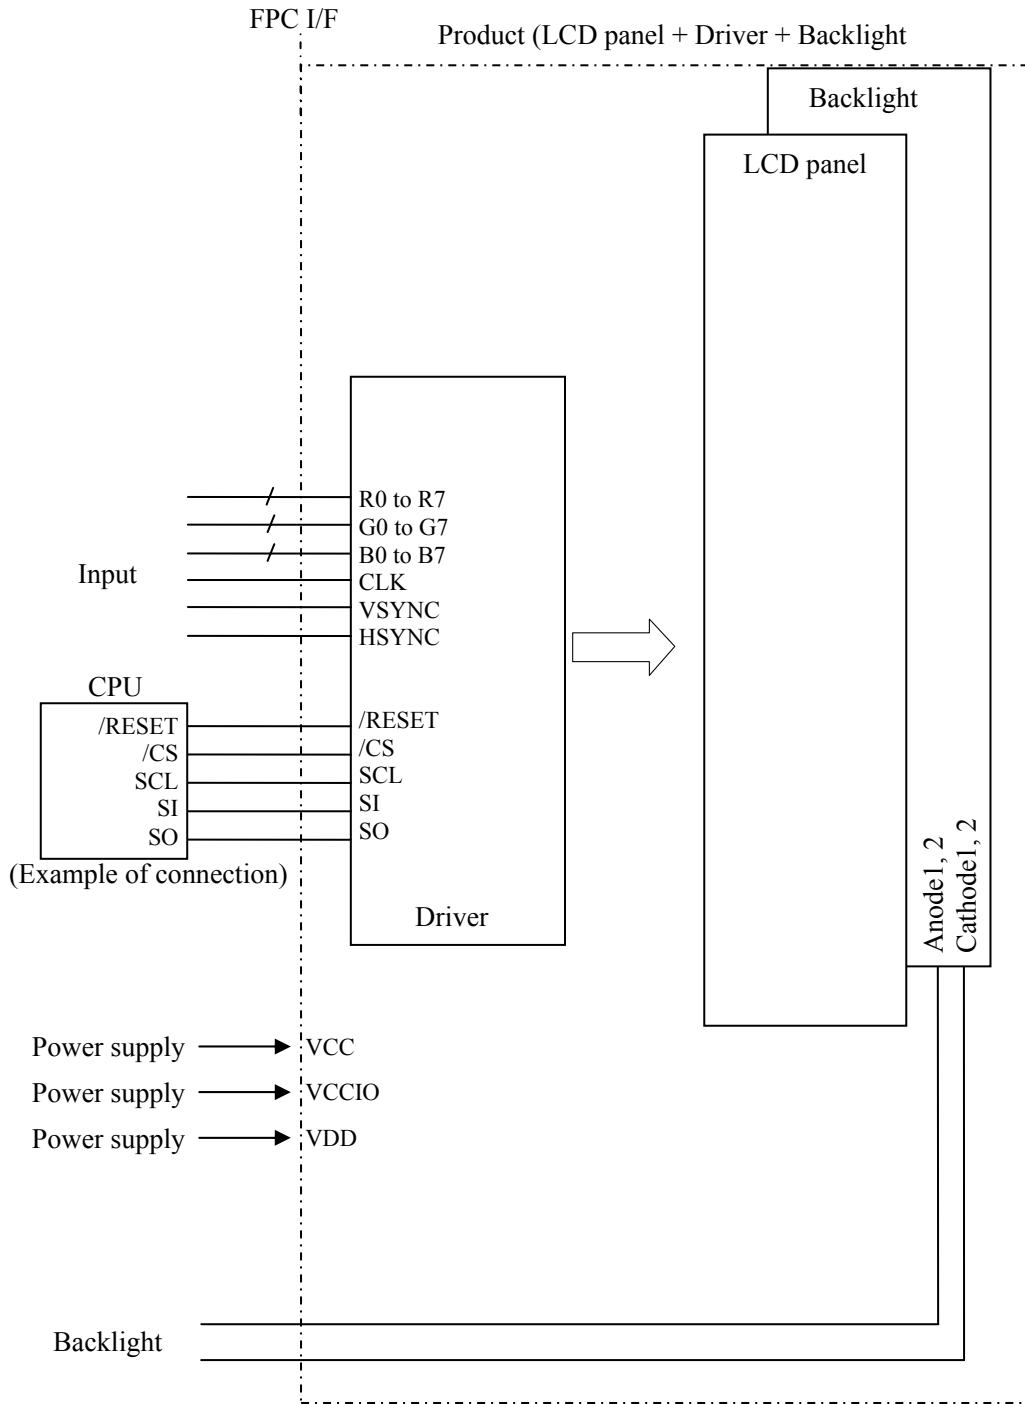 FPC I/F
Product (LCD panel + Driver + Backlight
Backlight
LCD panel
R0 to R7
G0 to G7
B0 to B7
CLK
VSYNC
HSYNC
Input
CPU
/RESET
/CS
SCL
SI
SO
(Example of connection)
/RESET
/CS
SCL
SI
SO
Driver
Anode1, 2
Cathode1, 2
Power supply VCC
Power supply VCCIO
Power supply VDD
Backlight